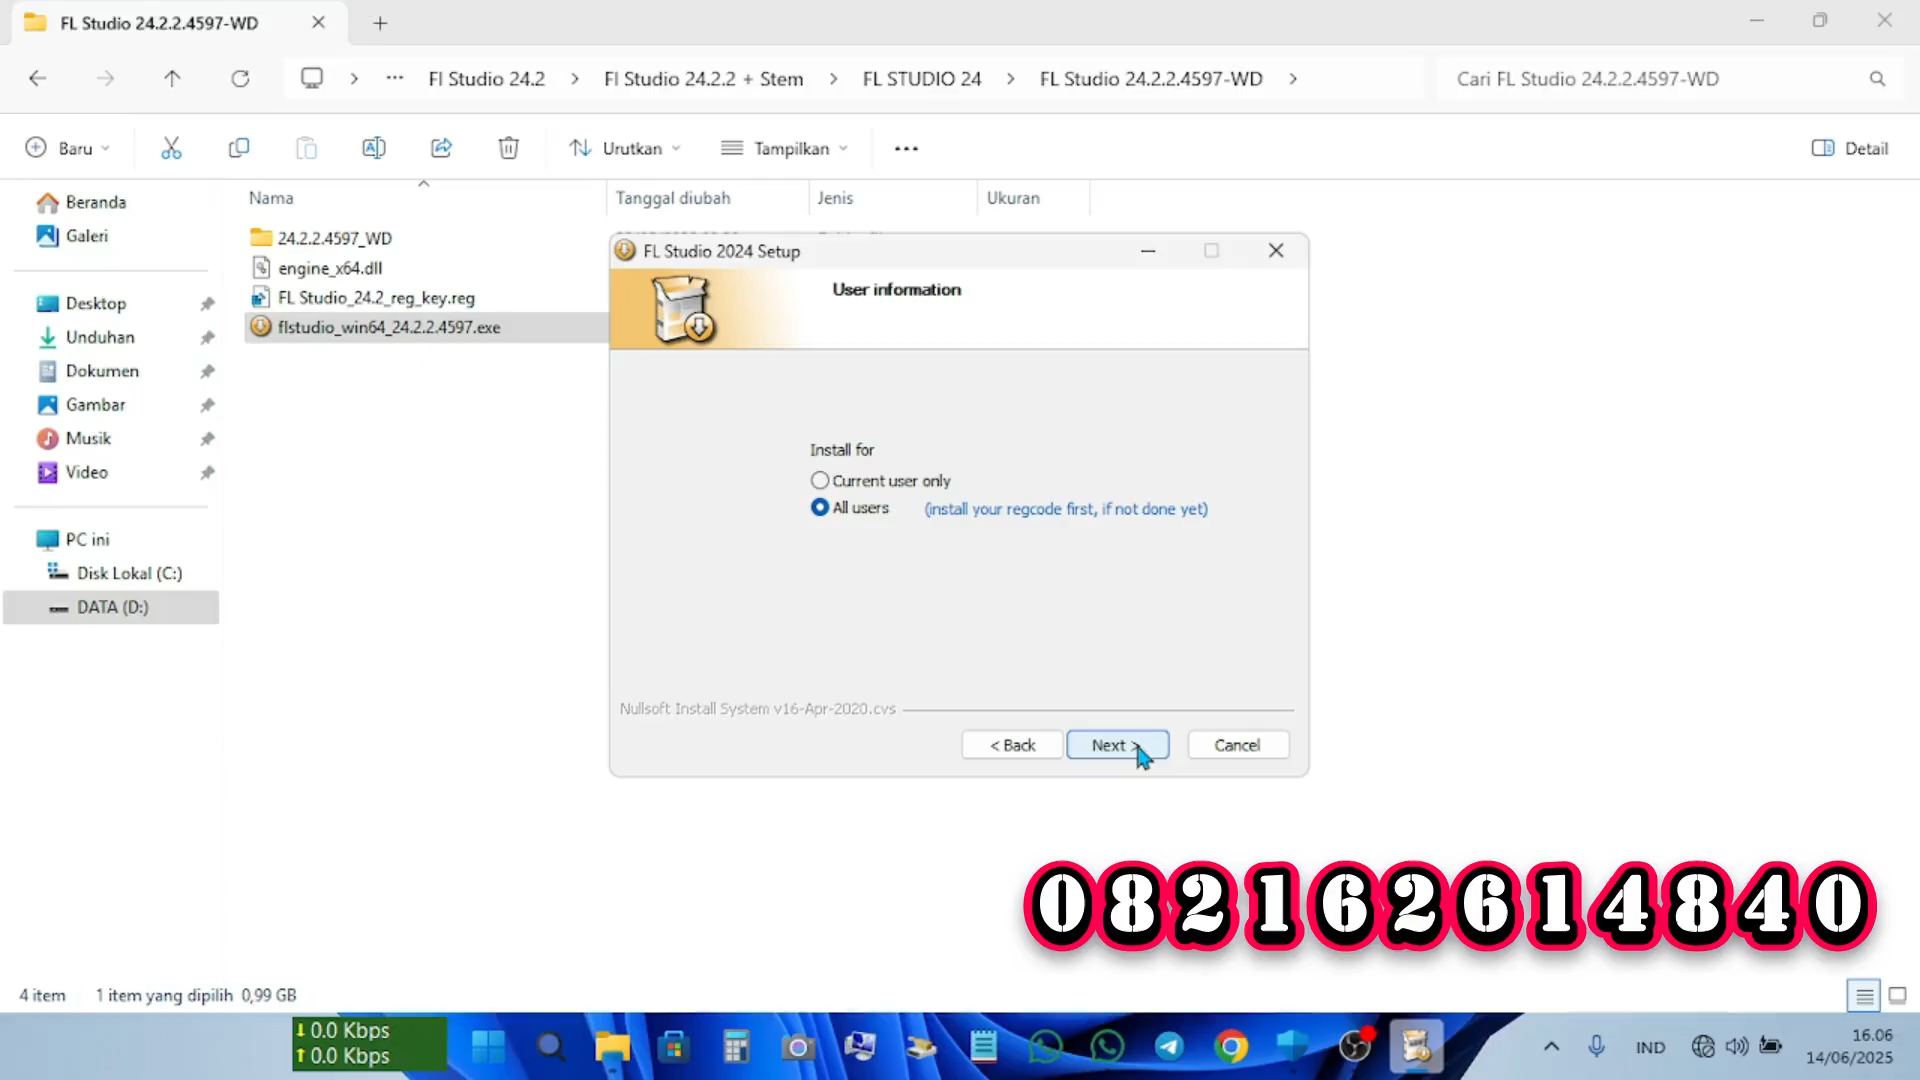 FL Studio 24.2.2.4597-WD
Fl Studio 24.2
Fl Studio 24.2.2 + Stem
FL STUDIO 24
FL Studio 24.2.2.4597-WD
Cari FL Studio 24.2.2.4597-WD
Baru
Urutkan
Tampilkan
Detail
Beranda
Galeri
Desktop
Unduhan
Dokumen
Gambar
Musik
Video
PC ini
Disk Lokal (C:)
DATA (D:)
Nama
Tanggal diubah
Jenis
Ukuran
24.2.2.4597_WD
engine_x64.dll
FL Studio_24.2_reg_key.reg
flstudio_win64_24.2.2.4597.exe
FL Studio 2024 Setup
User information
Install for
Current user only
All users (install your regcode first, if not done yet)
Nullsoft Install System v16-Apr-2020.cvs
< Back
Next >
Cancel
082162614840
4 item
1 item yang dipilih 0,99 GB
0.0 Kbps
0.0 Kbps
IND
16.06
14/06/2025